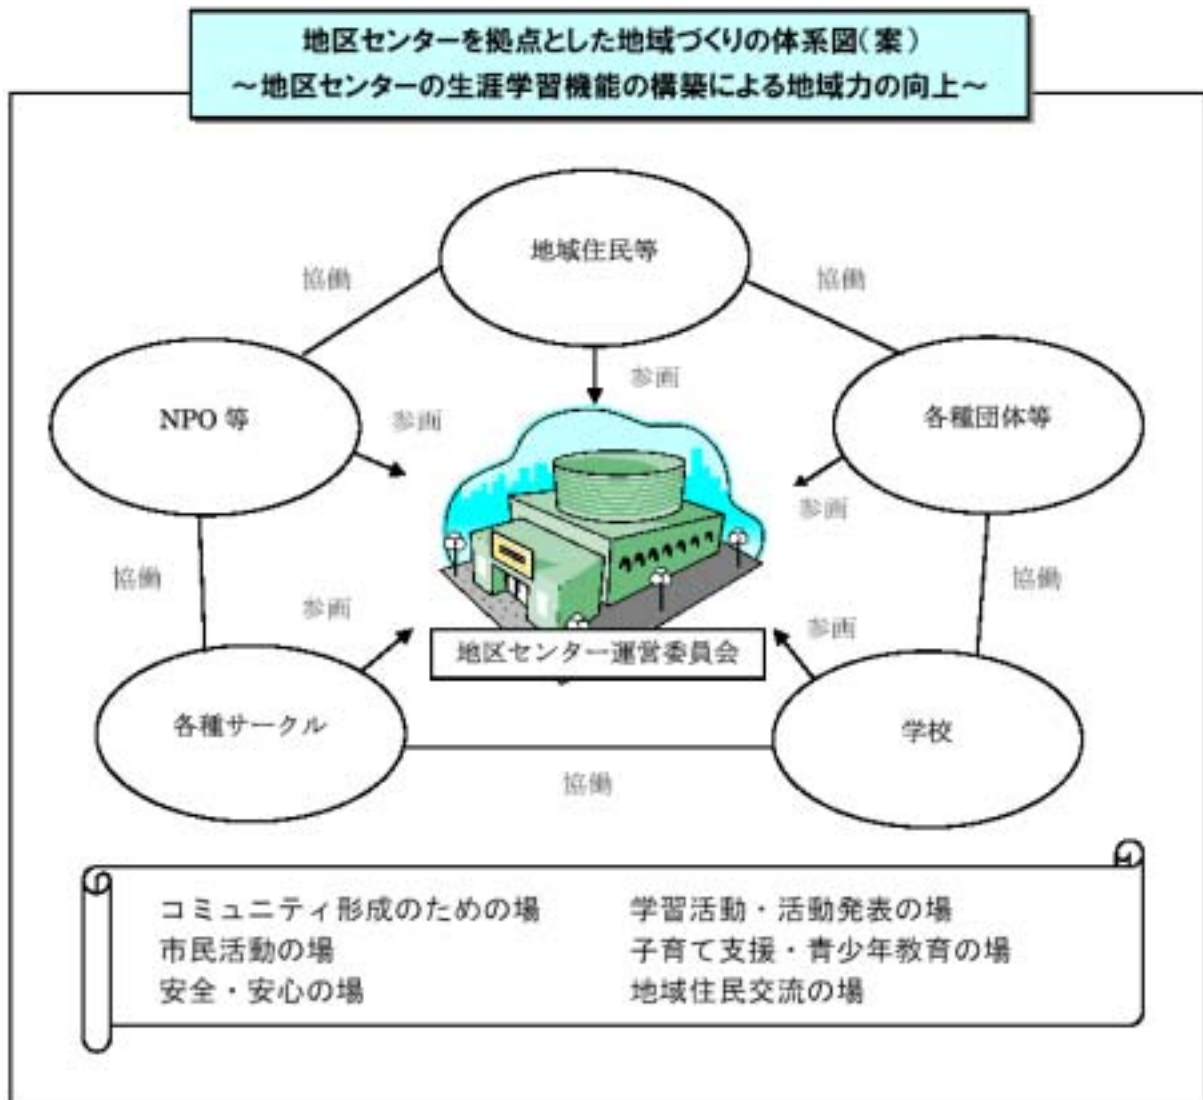 地区センターを拠点とした地域づくりの体系図(案)
～地区センターの生涯学習機能の構築による地域力の向上～
地域住民等
協働
協働
NPO 等
参画
参画
各種団体等
参画
協働
参画
参画
協働
地区センター運営委員会
各種サークル
学校
協働
コミュニティ形成のための場
学習活動・活動発表の場
市民活動の場
子育て支援・青少年教育の場
安全・安心の場
地域住民交流の場